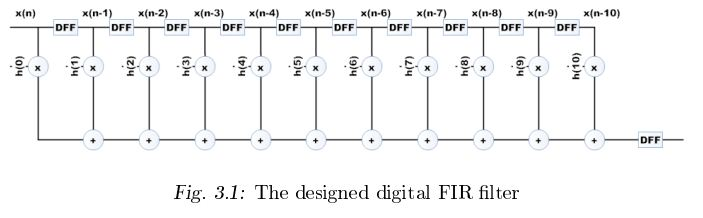 x(n) x(n-1) x(n-2) x(n-3) x(n-4) x(n-5) x(n-6) x(n-7) x(n-8) x(n-9) x(n-10)
DFF DFF DFF DFF DFF DFF DFF DFF DFF DFF
h(0) x h(1) x h(2) x h(3) x h(4) x h(5) x h(6) x h(7) x h(8) x h(9) x h(10) x
+ + + + + + + + + + DFF
Fig. 3.1: The designed digital FIR filter